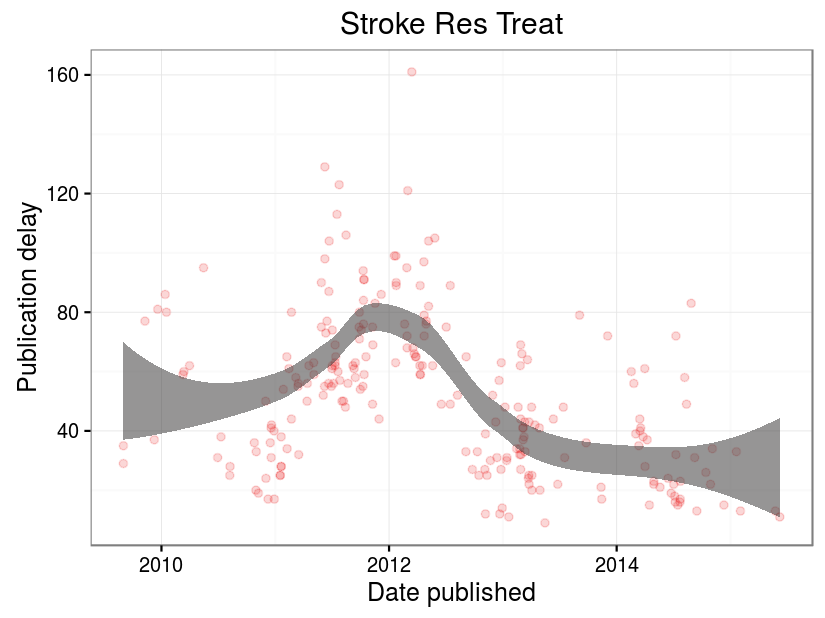 Stroke Res Treat
160
120
80
40
Publication delay
2010 2012 2014
Date published